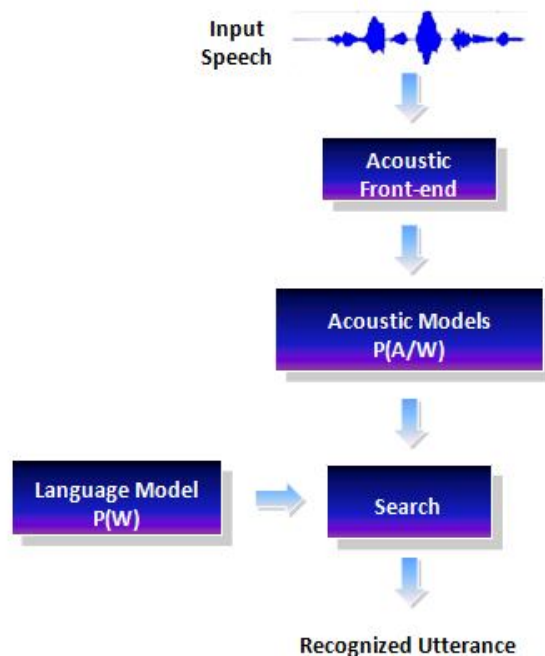 Input
Speech
Acoustic
Front-end
Acoustic Models
P(A/W)
Language Model
P(W)
Search
Recognized Utterance